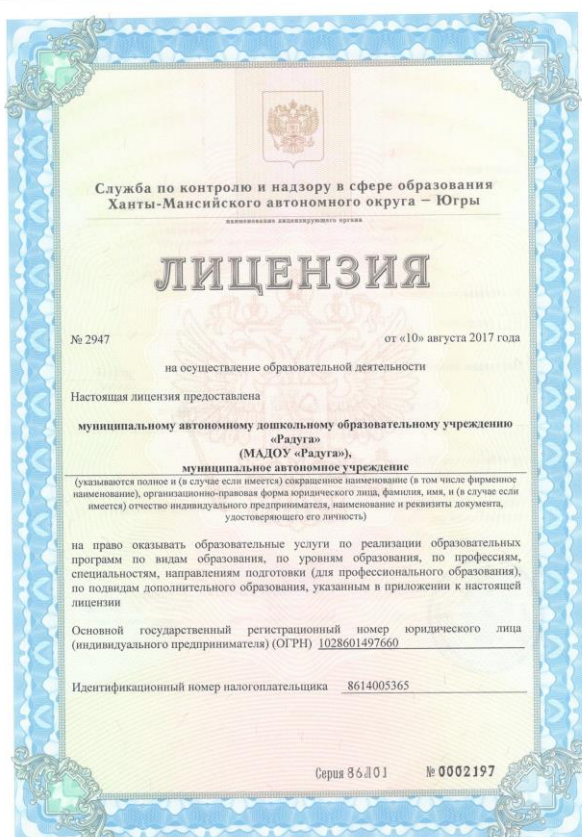 Служба по контролю и надзору в сфере образования
Ханты-Мансийского автономного округа – Югры
наименование лицензирующего органа
ЛИЦЕНЗИЯ
№ 2947 от «10» августа 2017 года
на осуществление образовательной деятельности
Настоящая лицензия предоставлена
муниципальному автономному дошкольному образовательному учреждению
«Радуга»
(МАДОУ «Радуга»),
муниципальное автономное учреждение
(указываются полное и (в случае если имеется) сокращенное наименование (в том числе фирменное
наименование), организационно-правовая форма юридического лица, фамилия, имя, и (в случае если
имеется) отчество индивидуального предпринимателя, наименование и реквизиты документа,
удостоверяющего его личность)
на право оказывать образовательные услуги по реализации образовательных
программ по видам образования, по уровням образования, по профессиям,
специальностям, направлениям подготовки (для профессионального образования),
по подвидам дополнительного образования, указанным в приложении к настоящей
лицензии
Основной государственный регистрационный номер юридического лица
(индивидуального предпринимателя) (ОГРН) 1028601497660
Идентификационный номер налогоплательщика 8614005365
Серия 86Л01 № 0002197